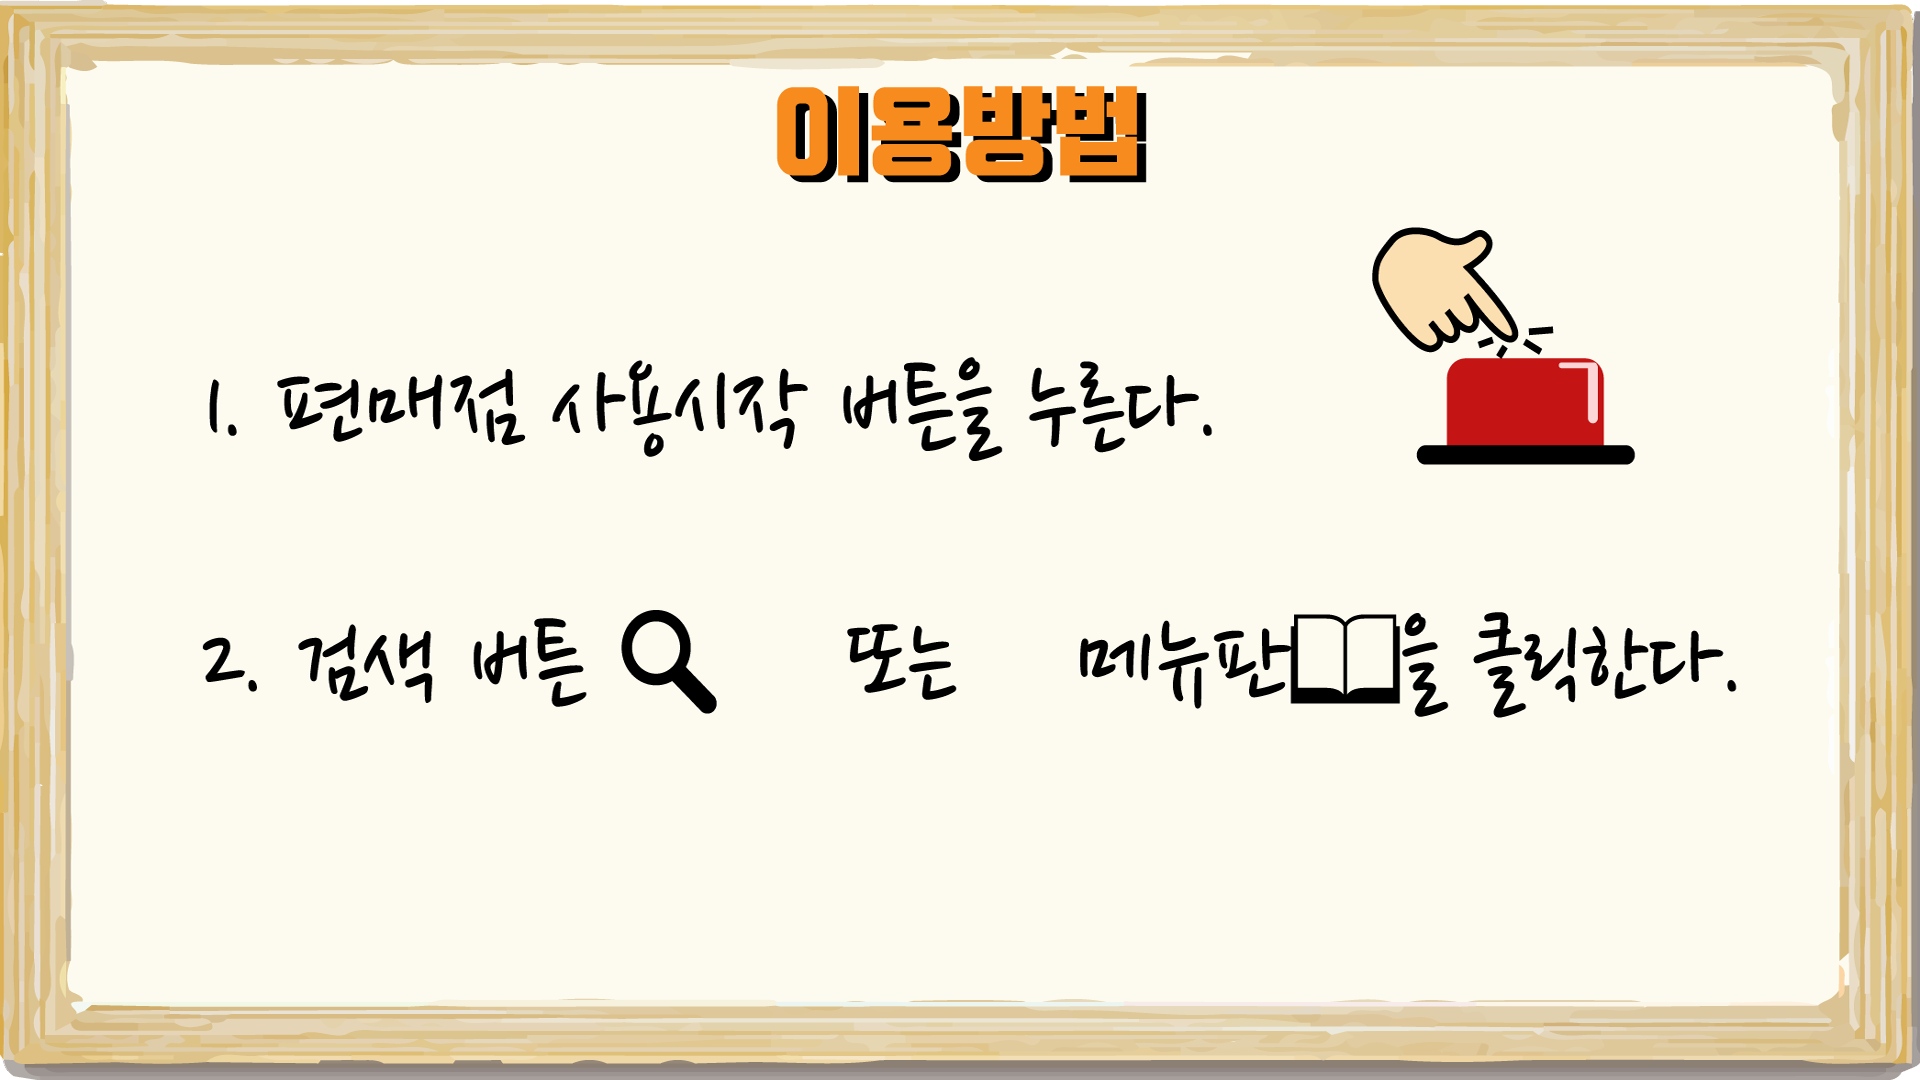 이용방법
1. 편매점 사용시작 버튼을 누른다.
2. 검색 버튼 또는 메뉴판을 클릭한다.